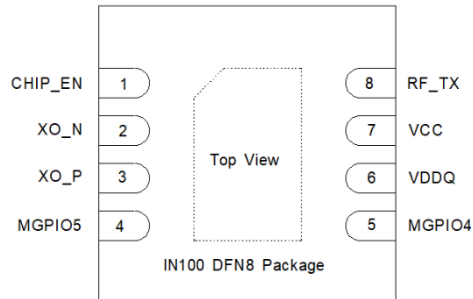 CHIP_EN 1 8 RF_TX
XO_N 2 7 VCC
XO_P 3 6 VDDQ
Top View
MGPIO5 4 5 MGPIO4
IN100 DFN8 Package